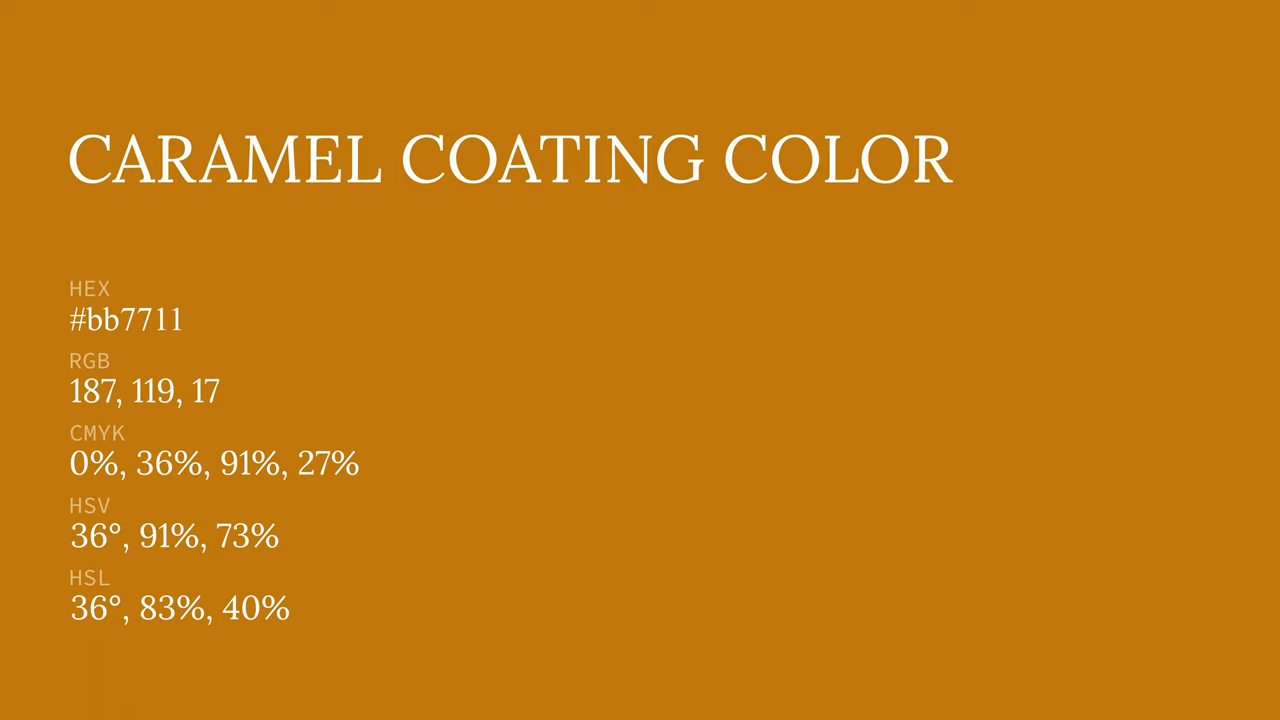 CARAMEL COATING COLOR
HEX
#bb7711
RGB
187, 119, 17
CMYK
0%, 36%, 91%, 27%
HSV
36°, 91%, 73%
HSL
36°, 83%, 40%